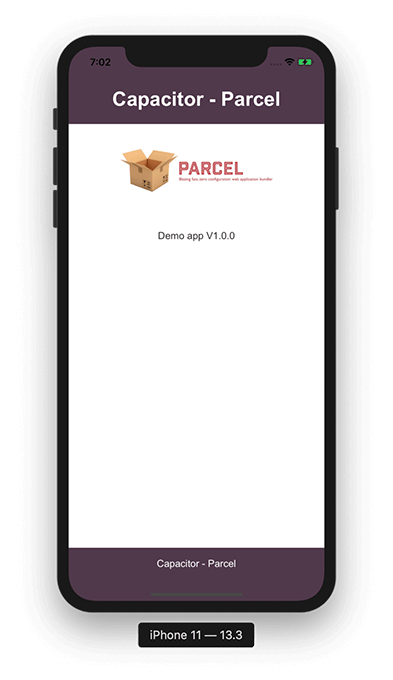 7:02
Capacitor - Parcel
PARCEL
Blazing fast, zero configuration web application bundler
Demo app V1.0.0
Capacitor - Parcel
iPhone 11 — 13.3